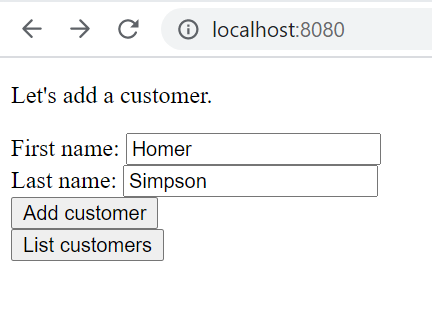 localhost:8080
Let's add a customer.
First name: Homer
Last name: Simpson
Add customer
List customers